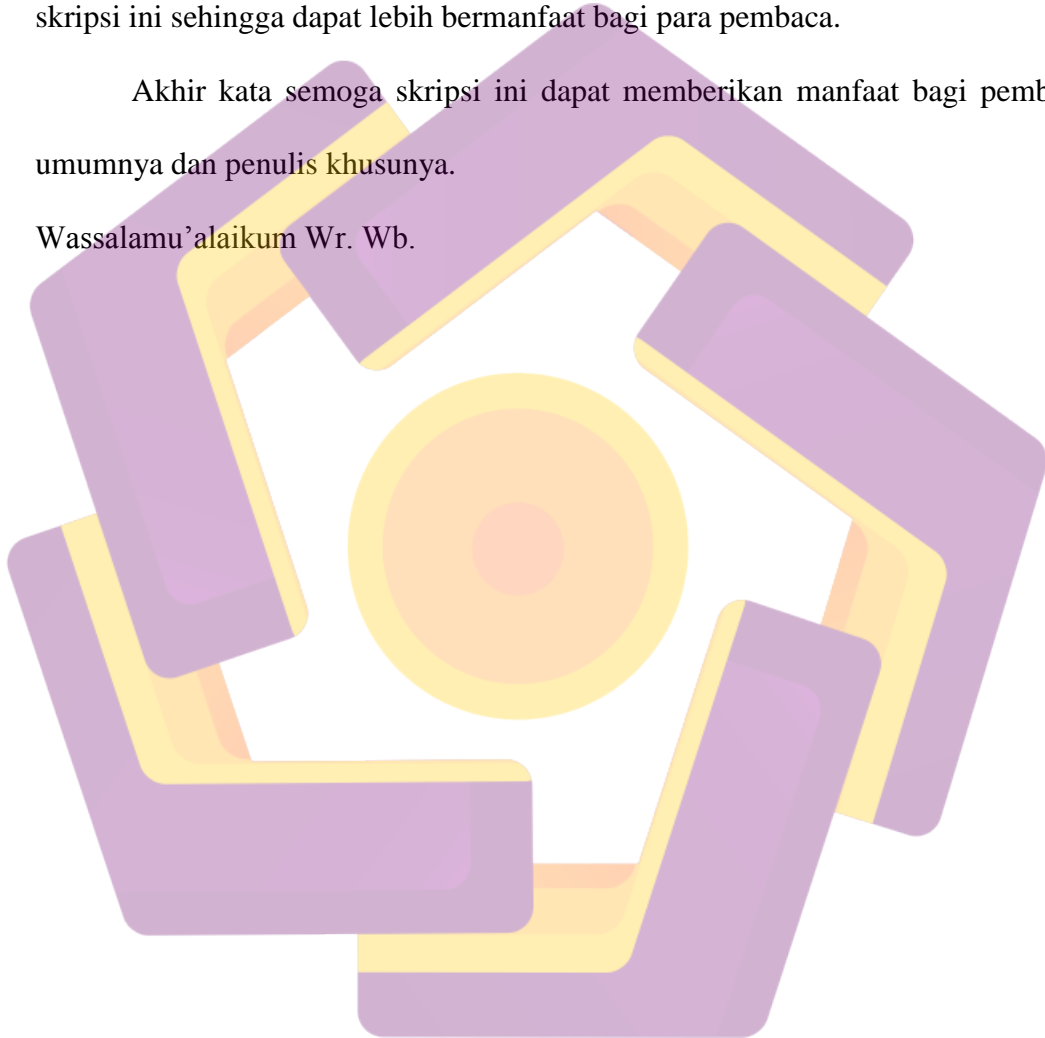 skripsi ini sehingga dapat lebih bermanfaat bagi para pembaca.
Akhir kata semoga skripsi ini dapat memberikan manfaat bagi
umumnya dan penulis khusunya.
Wassalamu’alaikum Wr. Wb.